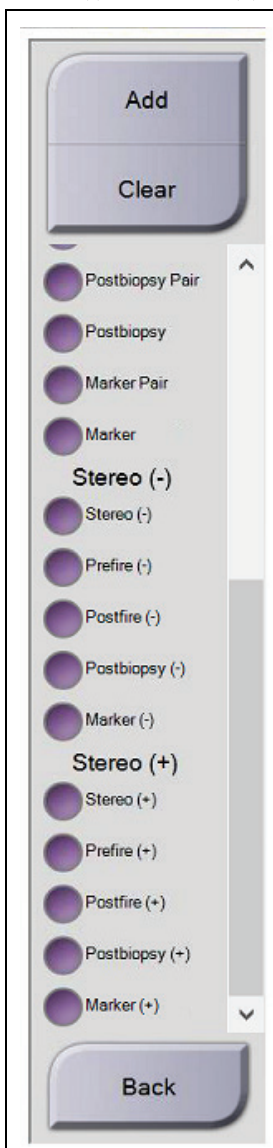 Add
Clear
Postbiopsy Pair
Postbiopsy
Marker Pair
Marker
Stereo (-)
Stereo (-)
Prefire (-)
Postfire (-)
Postbiopsy (-)
Marker (-)
Stereo (+)
Stereo (+)
Prefire (+)
Postfire (+)
Postbiopsy (+)
Marker (+)
Back